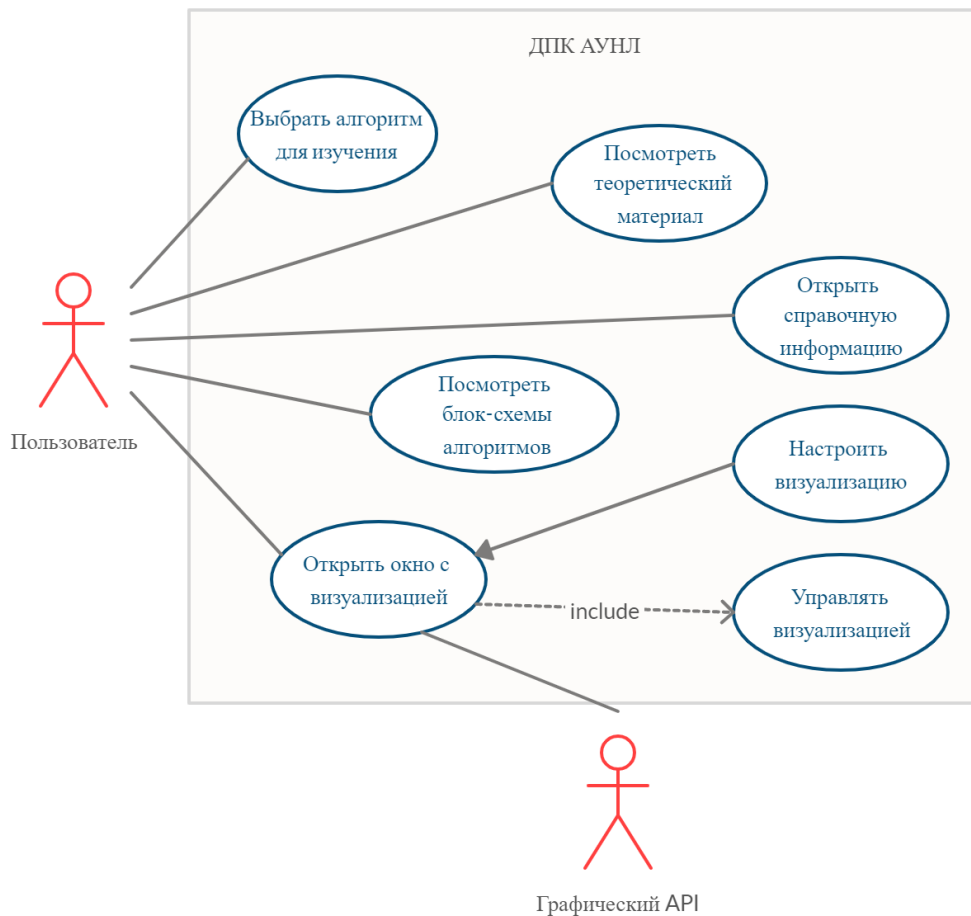 ДПК АУНЛ
Выбрать алгоритм
для изучения
Посмотреть
теоретический
материал
Открыть
справочную
информацию
Посмотреть
блок-схемы
алгоритмов
Пользователь
Настроить
визуализацию
Открыть окно с
визуализацией
include
Управлять
визуализацией
Графический API